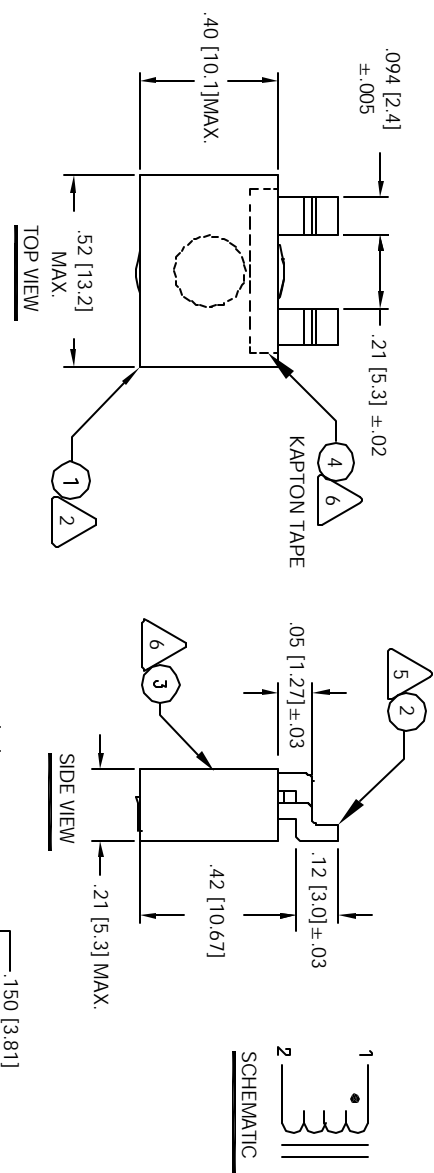 .094 [2.4]
±.005
.40 [10.1]MAX.
.21 [5.3] ±.02
.52 [13.2]
MAX.
TOP VIEW
4
6
KAPTON TAPE
1
2
5
2
.05 [1.27]±.03
.12 [3.0]±.03
6
3
.42 [10.67]
.21 [5.3] MAX.
SIDE VIEW
1
2
SCHEMATIC
.150 [3.81]